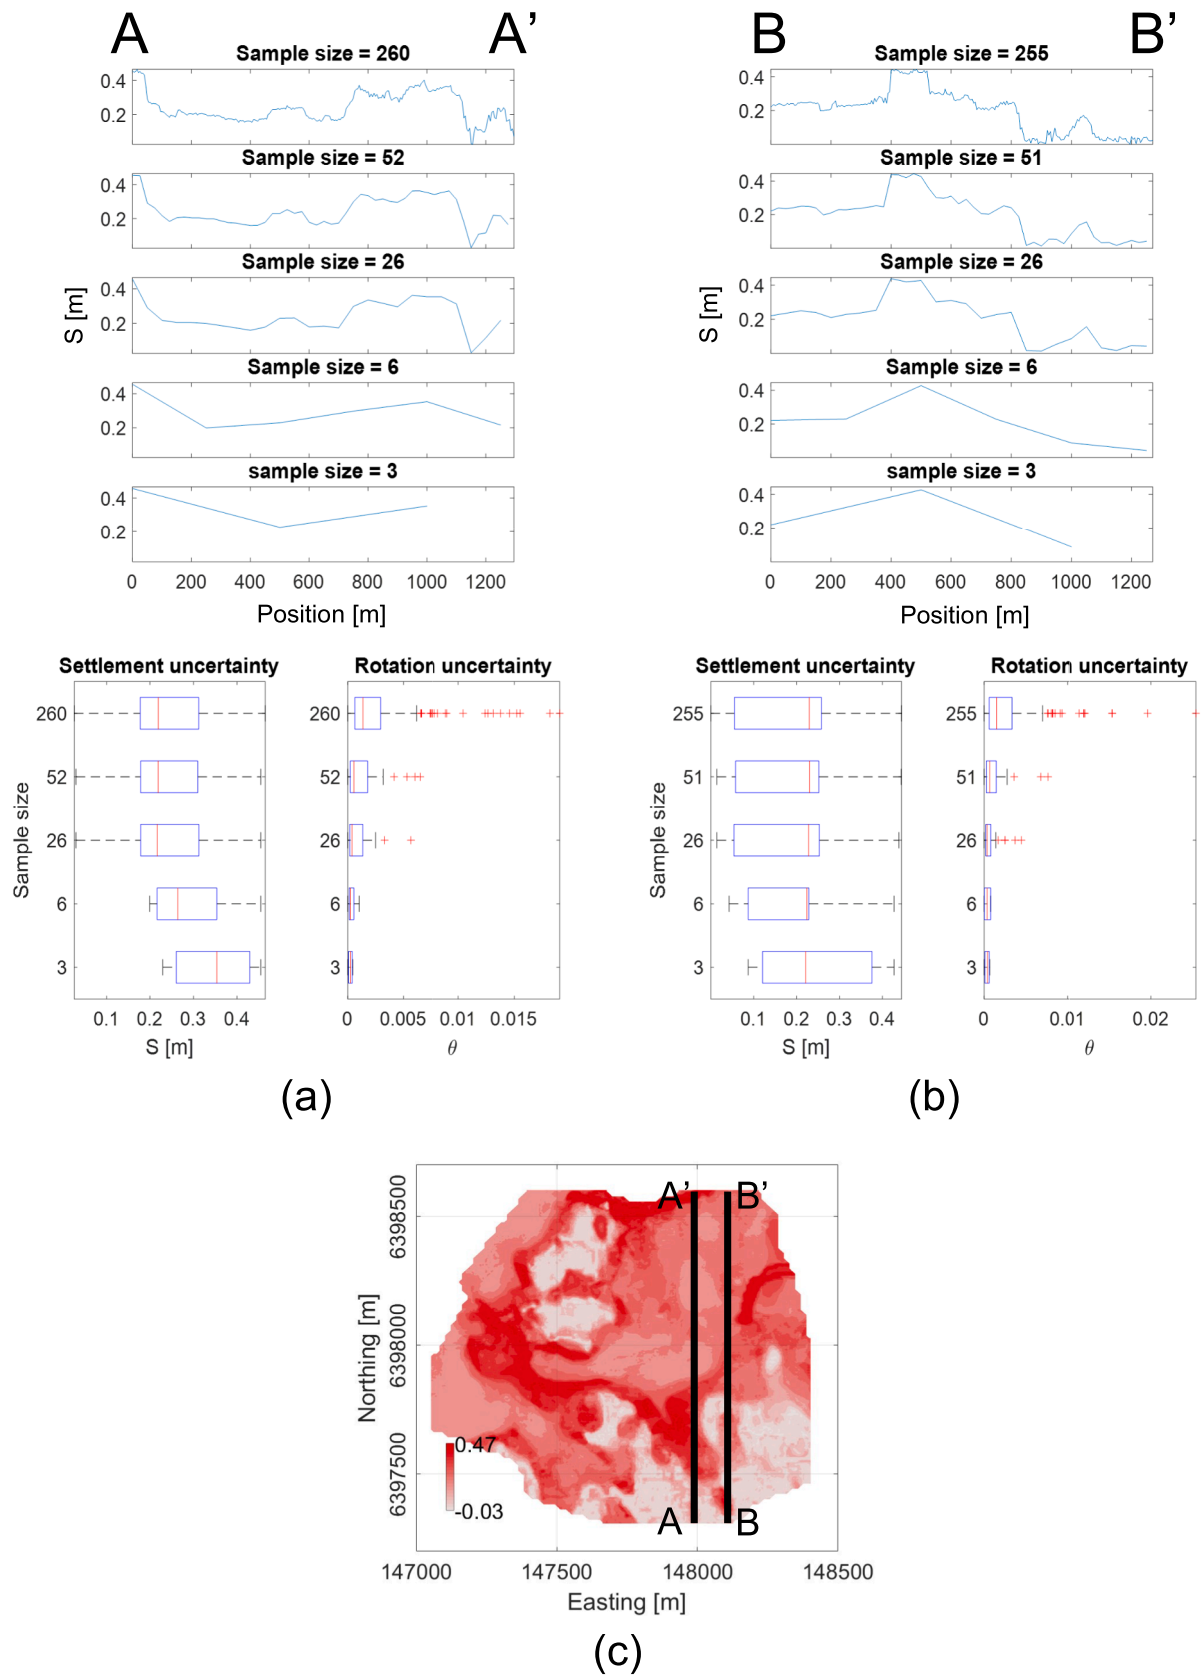 A A’ B B’
Sample size = 260 Sample size = 255
0.4 0.4
0.2 0.2
Sample size = 52 Sample size = 51
0.4 0.4
0.2 0.2
Sample size = 26 Sample size = 26
0.4 0.4
0.2 0.2
S [m] S [m]
Sample size = 6 Sample size = 6
0.4 0.4
0.2 0.2
sample size = 3 sample size = 3
0.4 0.4
0.2 0.2
0 200 400 600 800 1000 1200 0 200 400 600 800 1000 1200
Position [m] Position [m]
Settlement uncertainty Rotation uncertainty Settlement uncertainty Rotation uncertainty
260 260 255 255
52 52 51 51
26 26 26 26
6 6 6 6
3 3 3 3
Sample size Sample size
0.1 0.2 0.3 0.4 0 0.005 0.01 0.015 0.1 0.2 0.3 0.4 0 0.01 0.02
S [m] θ S [m] θ
(a) (b)
A’ B’
6398500
6398000
6397500
Northing [m]
0.47
-0.03
A B
147000 147500 148000 148500
Easting [m]
(c)